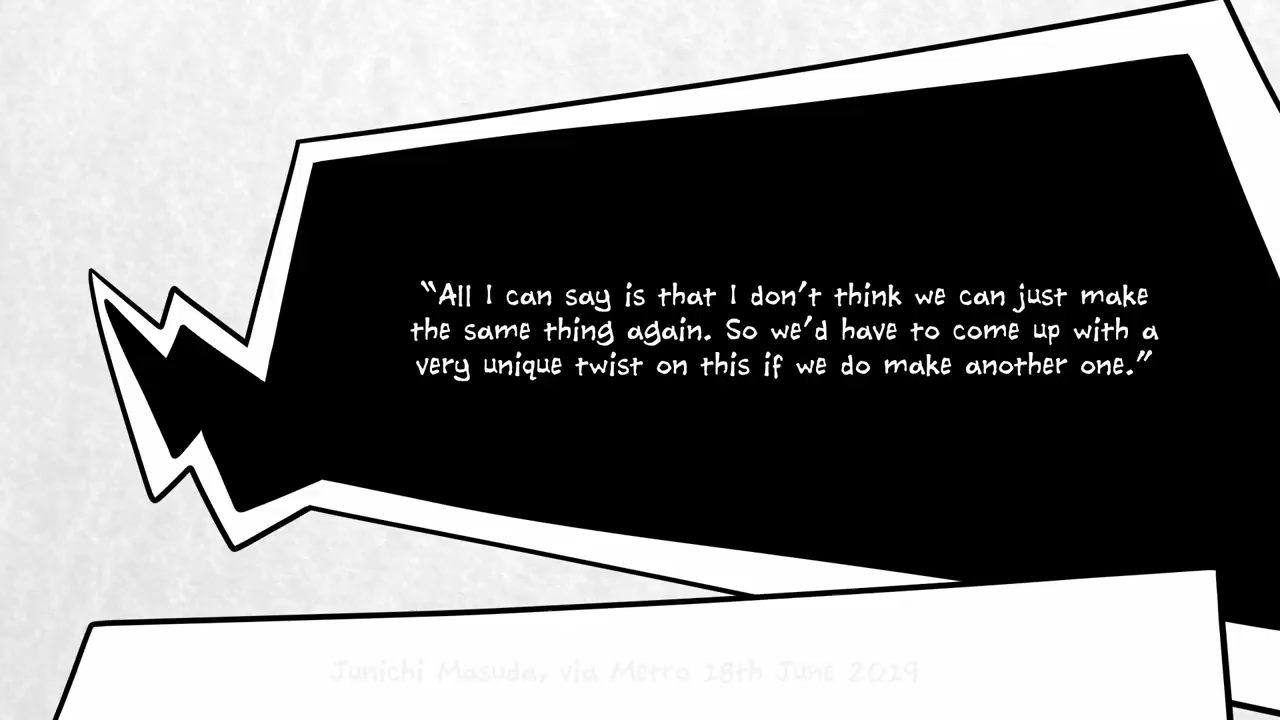 “All I can say is that I don’t think we can just make
the same thing again. So we’d have to come up with a
very unique twist on this if we do make another one.”
Junichi Masuda, via Metro 18th June 2019